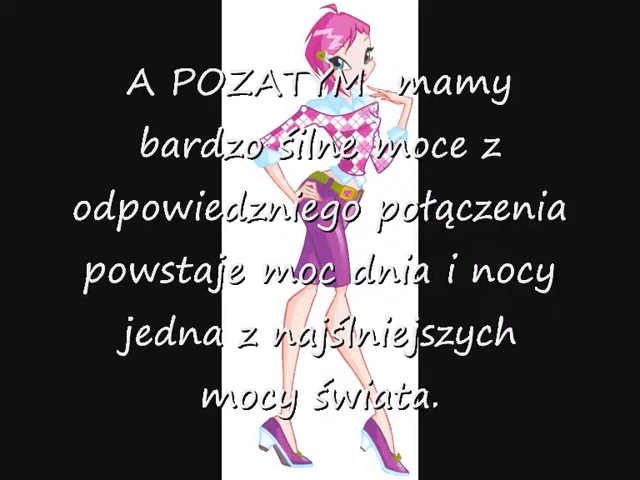 A POZATYM mamy
bardzo śilne moce z
odpowiedzniego połączenia
powstaje moc dnia i nocy
jedna z najślniejszych
mocy świata.